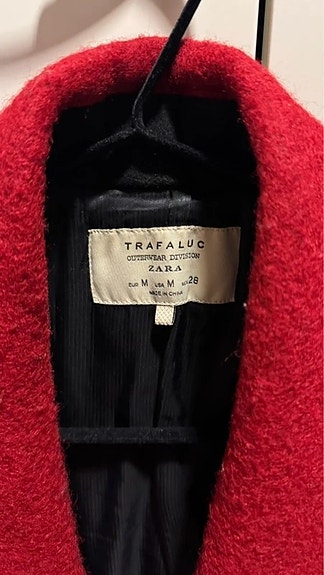 TRAFALUC
OUTERWEAR DIVISION
ZARA
EUR M USA M MEX 28
MADE IN CHINA